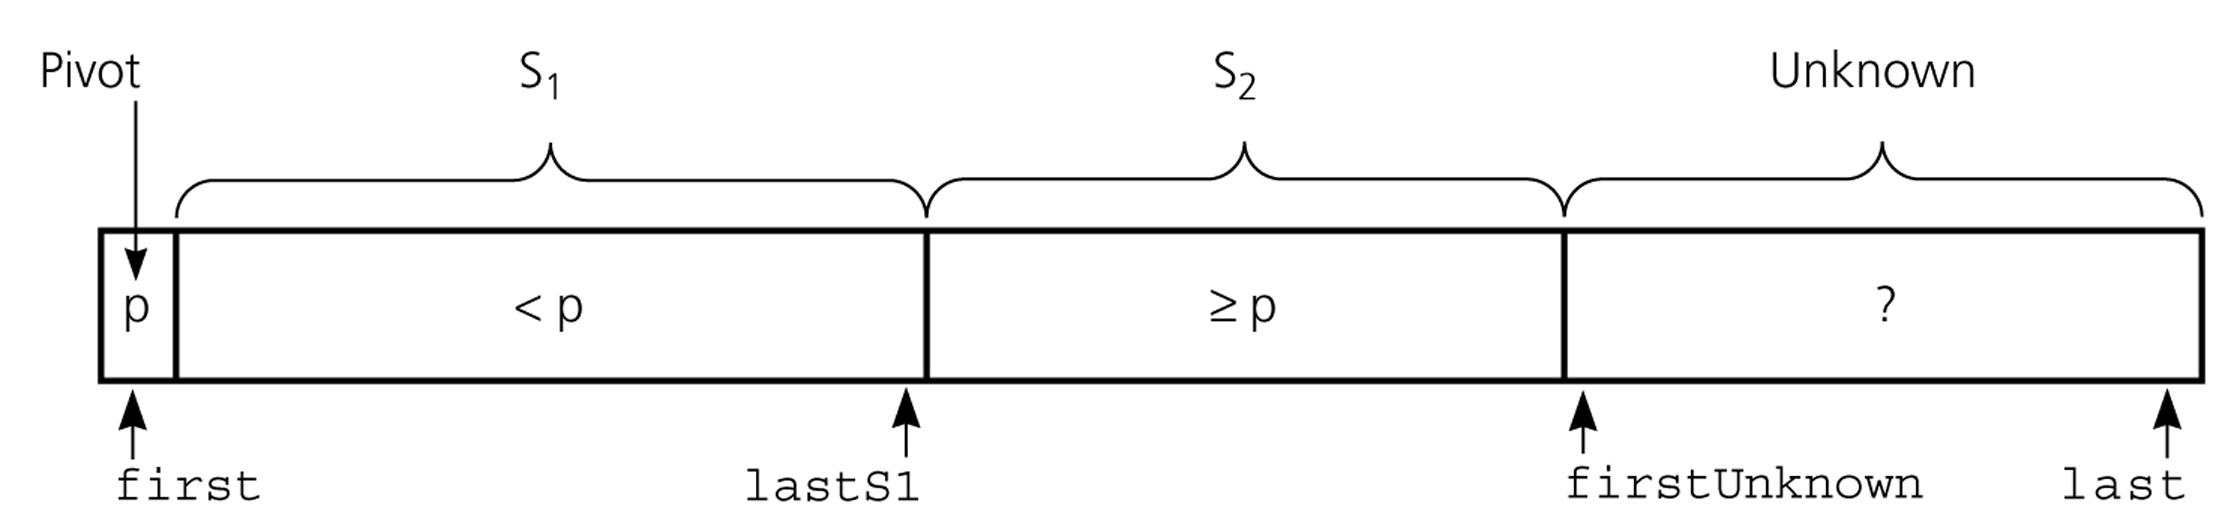 Pivot S₁ S₂ Unknown
p < p ≥ p ?
first lastS1 firstUnknown last